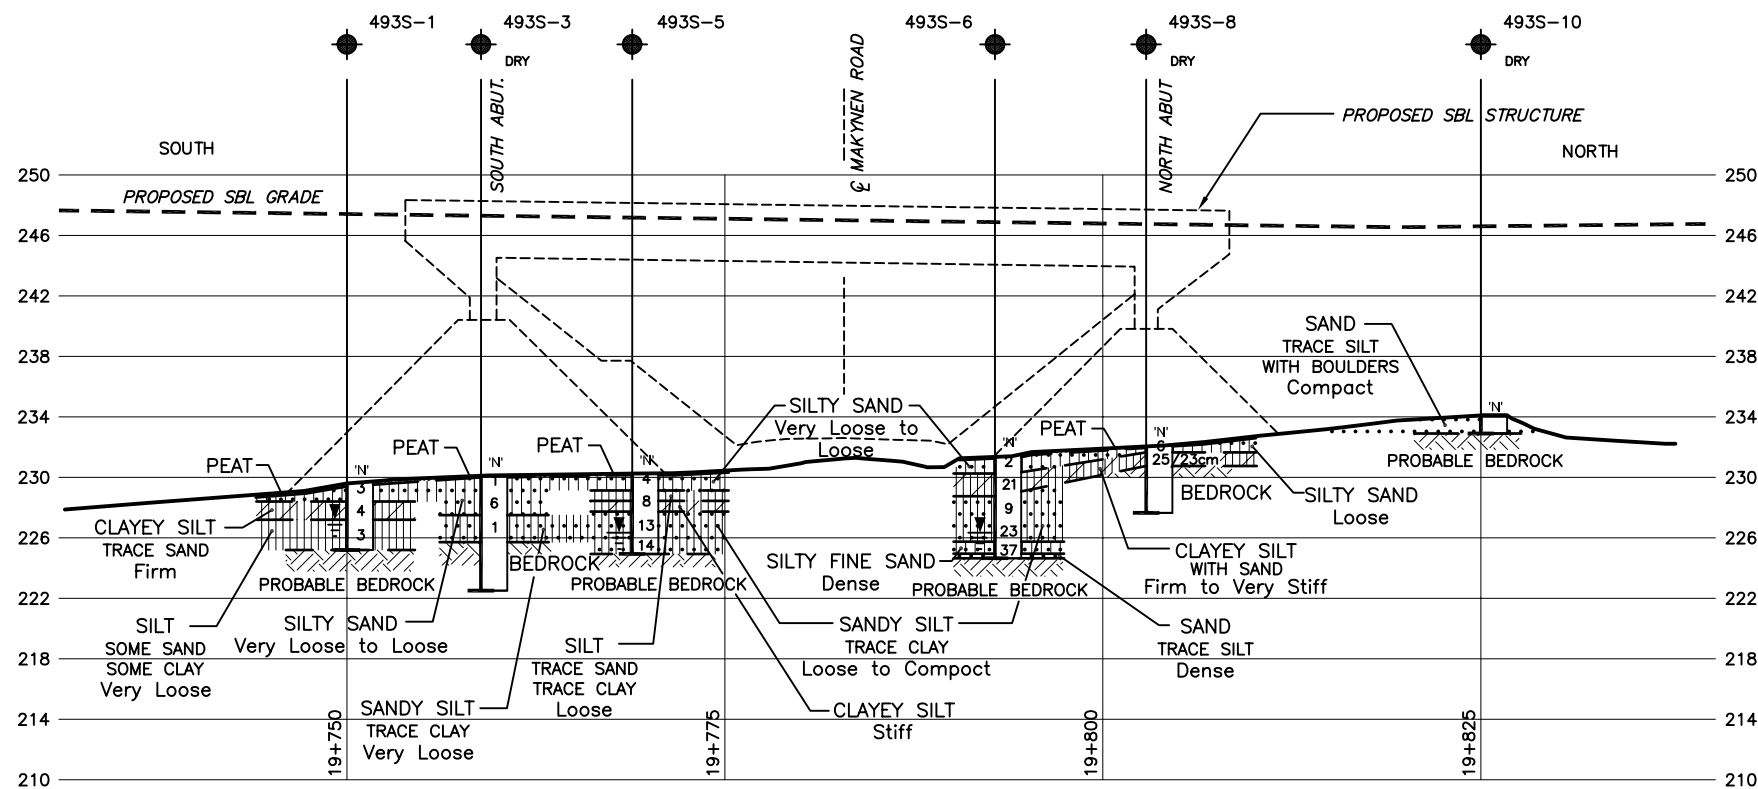 493S-1
493S-3
493S-5
493S-6
493S-8
493S-10
DRY
DRY
DRY
SOUTH ABUT.
℄ MAKYNEN ROAD
NORTH ABUT
PROPOSED SBL STRUCTURE
SOUTH
NORTH
250
250
PROPOSED SBL GRADE
246
246
242
242
238
238
234
234
230
230
226
226
222
222
218
218
214
214
210
210
SAND
TRACE SILT
WITH BOULDERS
Compact
SILTY SAND
Very Loose to
Loose
PEAT
PEAT
PEAT
PEAT
'N'
3
4
3
'N'
6
1
'N'
4
8
13
14
'N'
2
21
9
23
37
'N'
6
25/23cm
'N'
CLAYEY SILT
TRACE SAND
Firm
PROBABLE BEDROCK
BEDROCK
PROBABLE BEDROCK
SILTY FINE SAND
Dense
PROBABLE BEDROCK
BEDROCK
PROBABLE BEDROCK
SILTY SAND
Loose
CLAYEY SILT
WITH SAND
Firm to Very Stiff
SILT
SOME SAND
SOME CLAY
Very Loose
SILTY SAND
Very Loose to Loose
SILT
TRACE SAND
TRACE CLAY
Loose
SANDY SILT
TRACE CLAY
Loose to Compoct
SAND
TRACE SILT
Dense
SANDY SILT
TRACE CLAY
Very Loose
CLAYEY SILT
Stiff
19+750
19+775
19+800
19+825